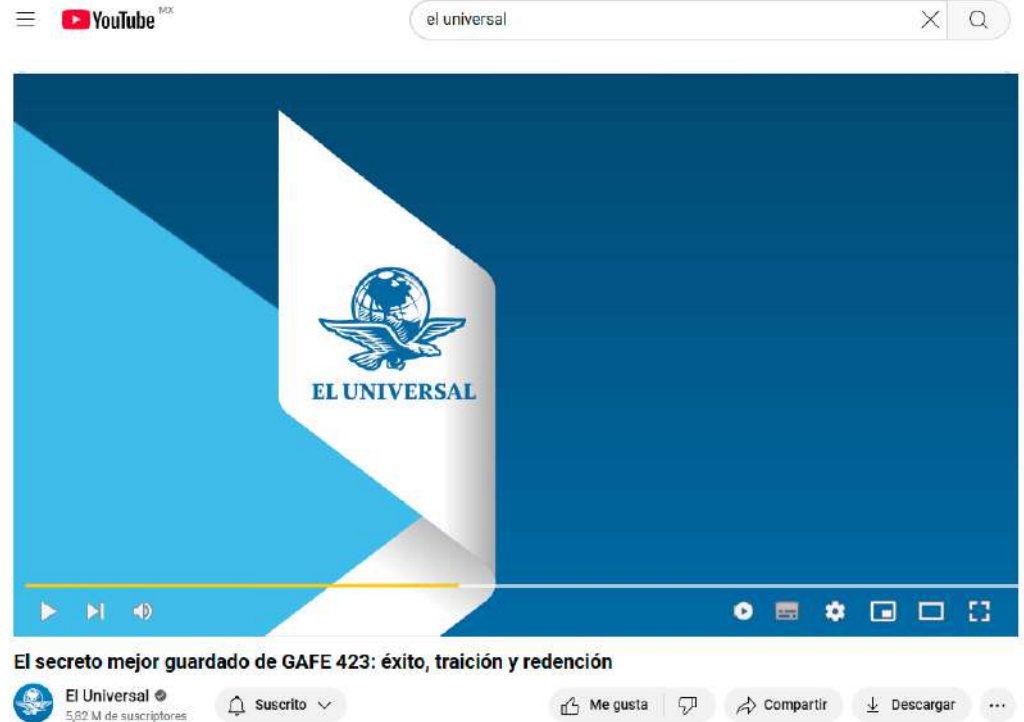 YouTube MX
el universal
EL UNIVERSAL
El secreto mejor guardado de GAFE 423: éxito, traición y redención
El Universal
5,82 M de suscriptores
Suscrito
Me gusta
Compartir
Descargar